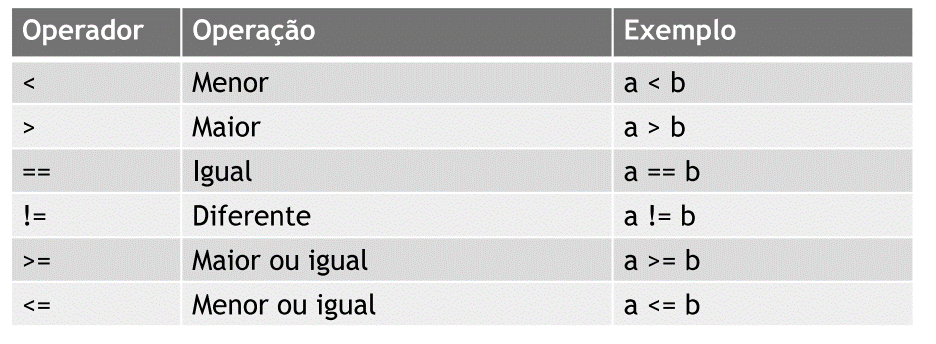 Operador Operação Exemplo
< Menor a < b
> Maior a > b
== Igual a == b
!= Diferente a != b
>= Maior ou igual a >= b
<= Menor ou igual a <= b